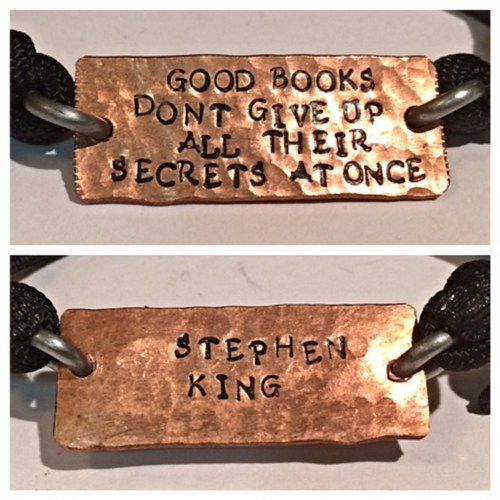 GOOD BOOKS
DONT GIVE UP
ALL THEIR
SECRETS AT ONCE
STEPHEN
KING